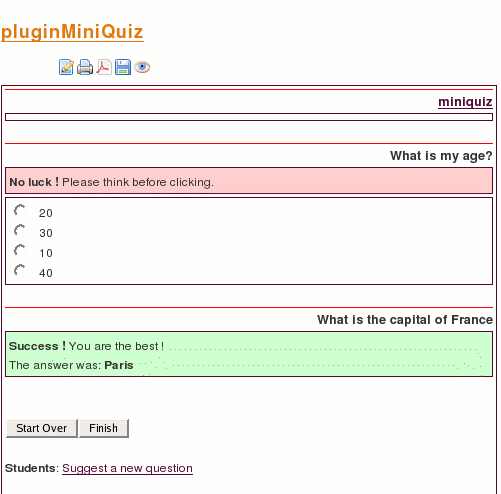 pluginMiniQuiz
miniquiz
What is my age?
No luck ! Please think before clicking.
20
30
10
40
What is the capital of France
Success ! You are the best !
The answer was: Paris
Start Over Finish
Students: Suggest a new question